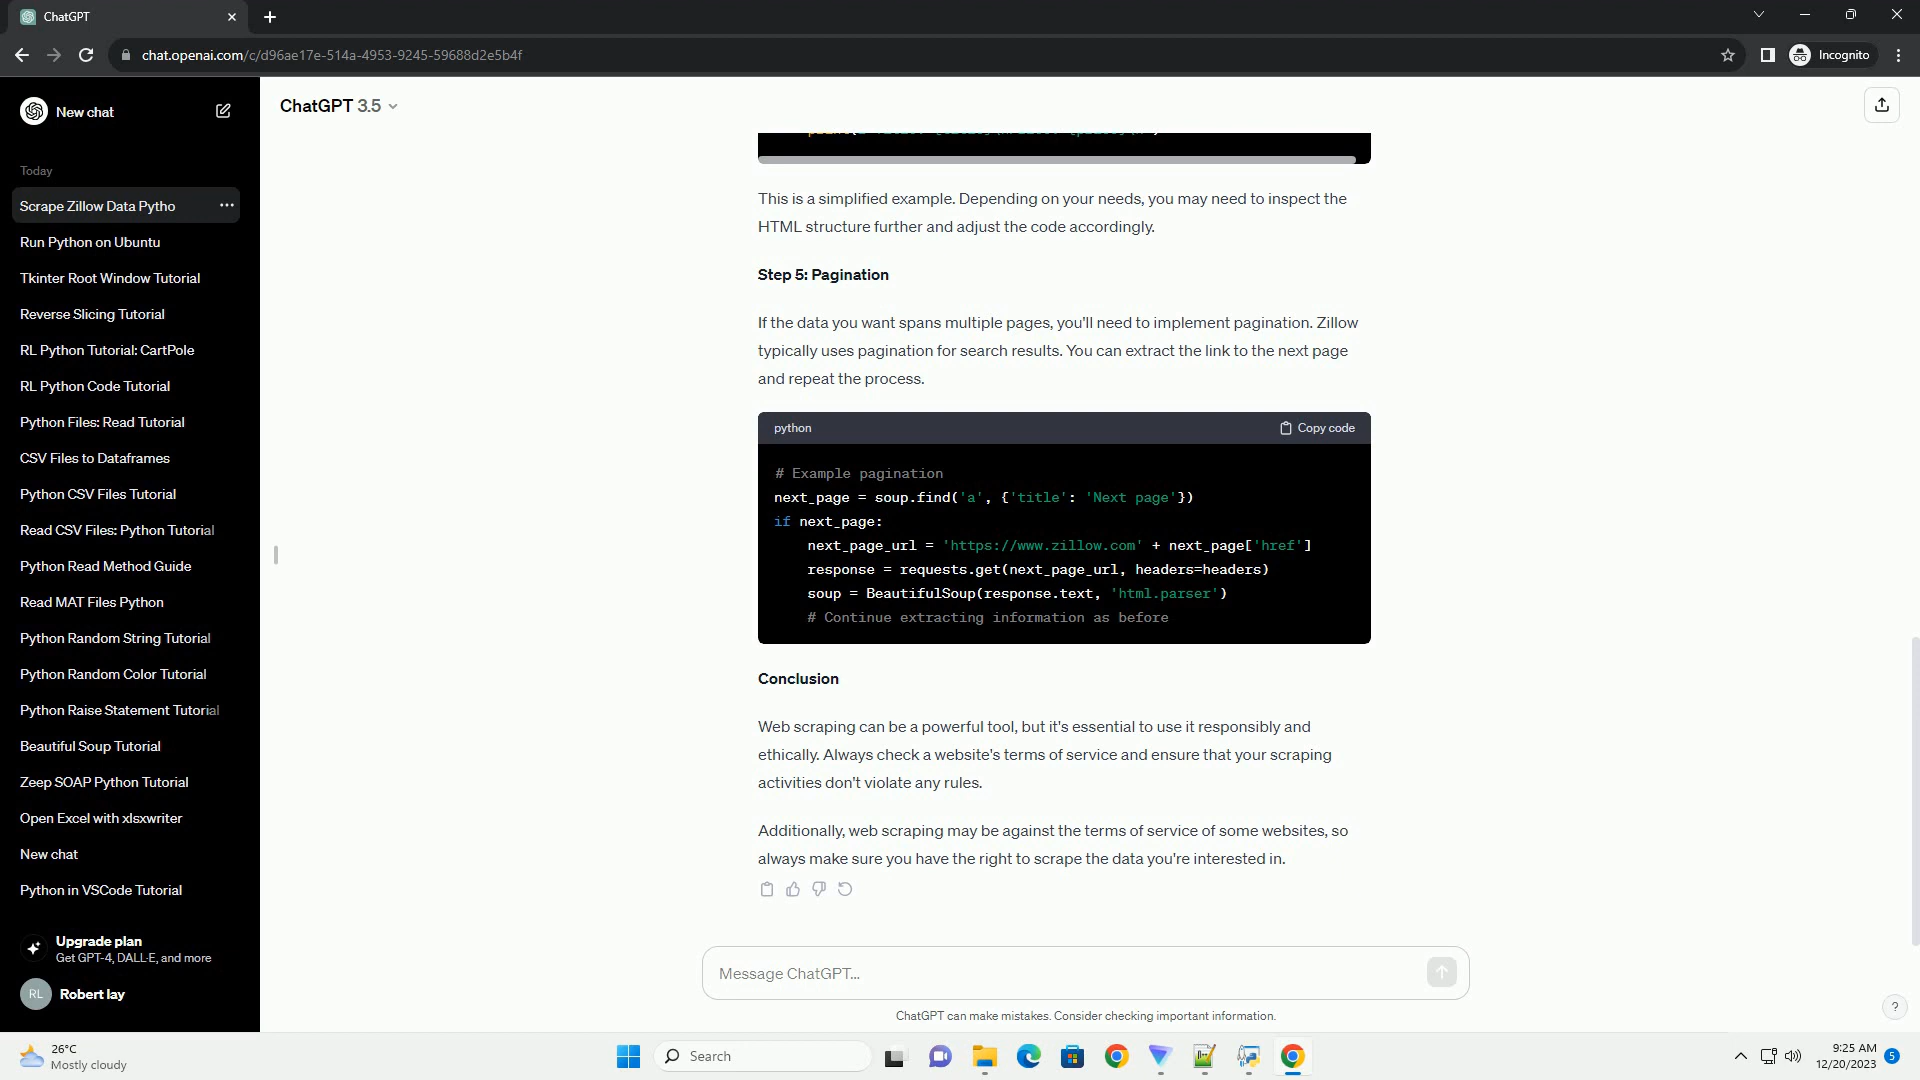 ChatGPT
chat.openai.com/c/d96ae17e-514a-4953-9245-59688d2e5b4f
Incognito
New chat
Today
Scrape Zillow Data Pytho
Run Python on Ubuntu
Tkinter Root Window Tutorial
Reverse Slicing Tutorial
RL Python Tutorial: CartPole
RL Python Code Tutorial
Python Files: Read Tutorial
CSV Files to Dataframes
Python CSV Files Tutorial
Read CSV Files: Python Tutorial
Python Read Method Guide
Read MAT Files Python
Python Random String Tutorial
Python Random Color Tutorial
Python Raise Statement Tutorial
Beautiful Soup Tutorial
Zeep SOAP Python Tutorial
Open Excel with xlsxwriter
New chat
Python in VSCode Tutorial
Upgrade plan
Get GPT-4, DALL·E, and more
RL
Robert lay
ChatGPT 3.5
This is a simplified example. Depending on your needs, you may need to inspect the
HTML structure further and adjust the code accordingly.
Step 5: Pagination
If the data you want spans multiple pages, you'll need to implement pagination. Zillow
typically uses pagination for search results. You can extract the link to the next page
and repeat the process.
python
Copy code
# Example pagination
next_page = soup.find('a', {'title': 'Next page'})
if next_page:
    next_page_url = 'https://www.zillow.com' + next_page['href']
    response = requests.get(next_page_url, headers=headers)
    soup = BeautifulSoup(response.text, 'html.parser')
    # Continue extracting information as before
Conclusion
Web scraping can be a powerful tool, but it's essential to use it responsibly and
ethically. Always check a website's terms of service and ensure that your scraping
activities don't violate any rules.
Additionally, web scraping may be against the terms of service of some websites, so
always make sure you have the right to scrape the data you're interested in.
Message ChatGPT...
ChatGPT can make mistakes. Consider checking important information.
?
26°C
Mostly cloudy
Search
9:25 AM
12/20/2023
5